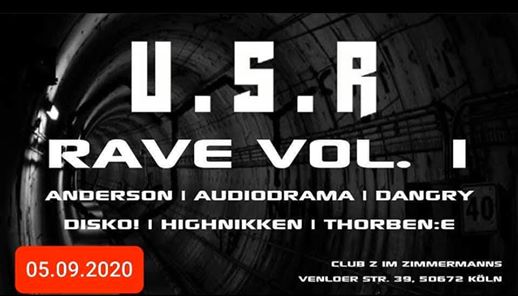 U.S.R
RAVE VOL. I
ANDERSON | AUDIODRAMA | DANGRY
DISKO! | HIGHNIKKEN | THORBEN:E
40
CLUB Z IM ZIMMERMANNS
VENLOER STR. 39, 50672 KÖLN
05.09.2020